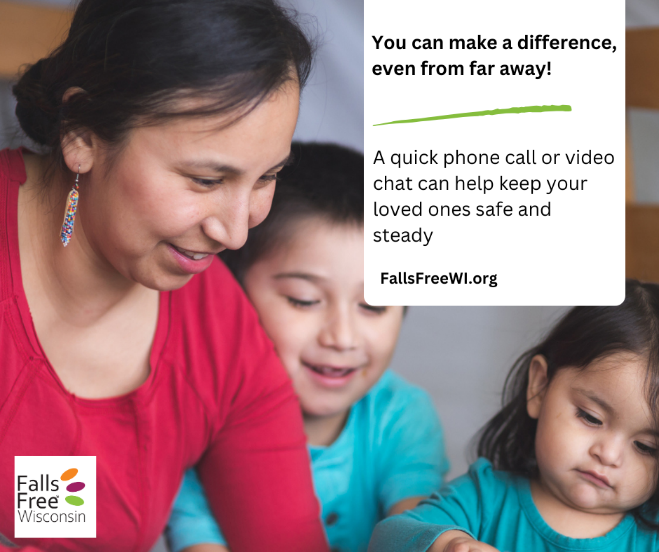 You can make a difference,
even from far away!
A quick phone call or video
chat can help keep your
loved ones safe and
steady
FallsFreeWI.org
Falls
Free
Wisconsin